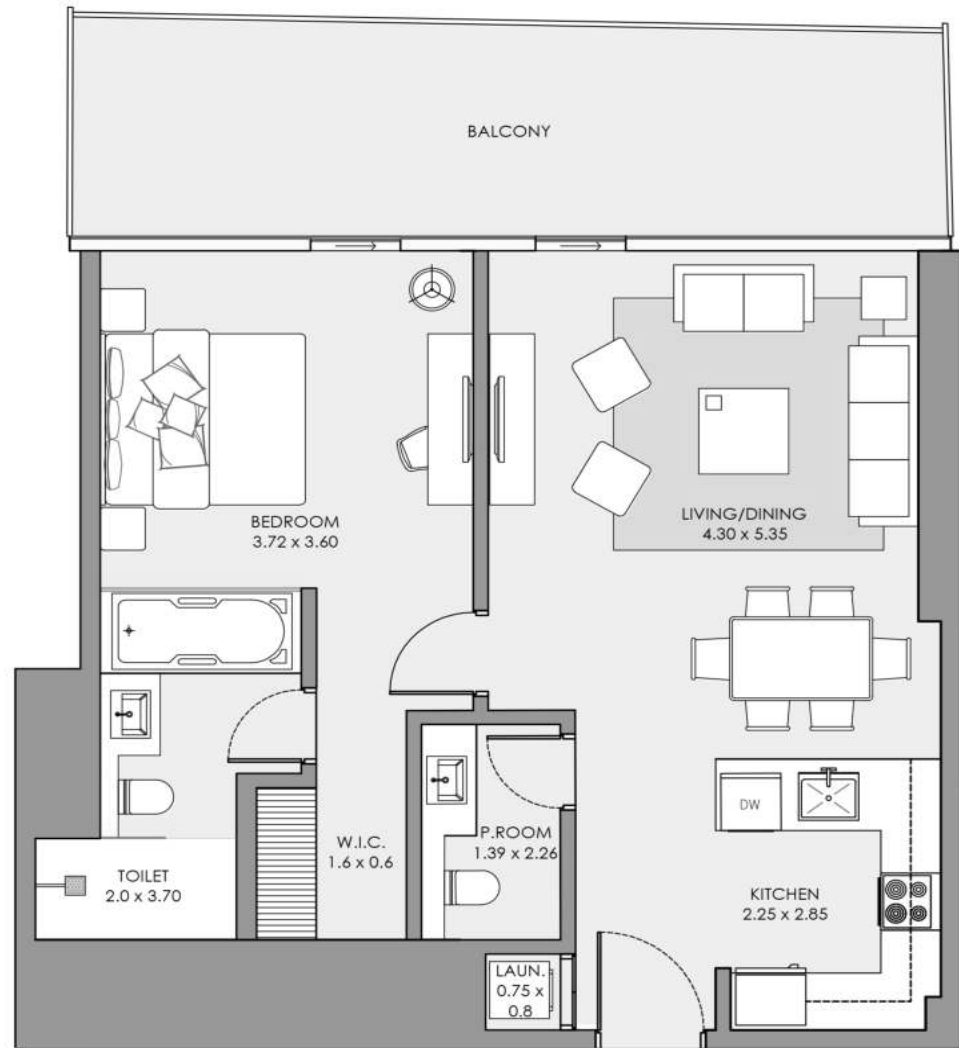 BALCONY
BEDROOM
3.72 x 3.60
LIVING/DINING
4.30 x 5.35
W.I.C.
1.6 x 0.6
P.ROOM
1.39 x 2.26
DW
TOILET
2.0 x 3.70
KITCHEN
2.25 x 2.85
LAUN.
0.75 x
0.8